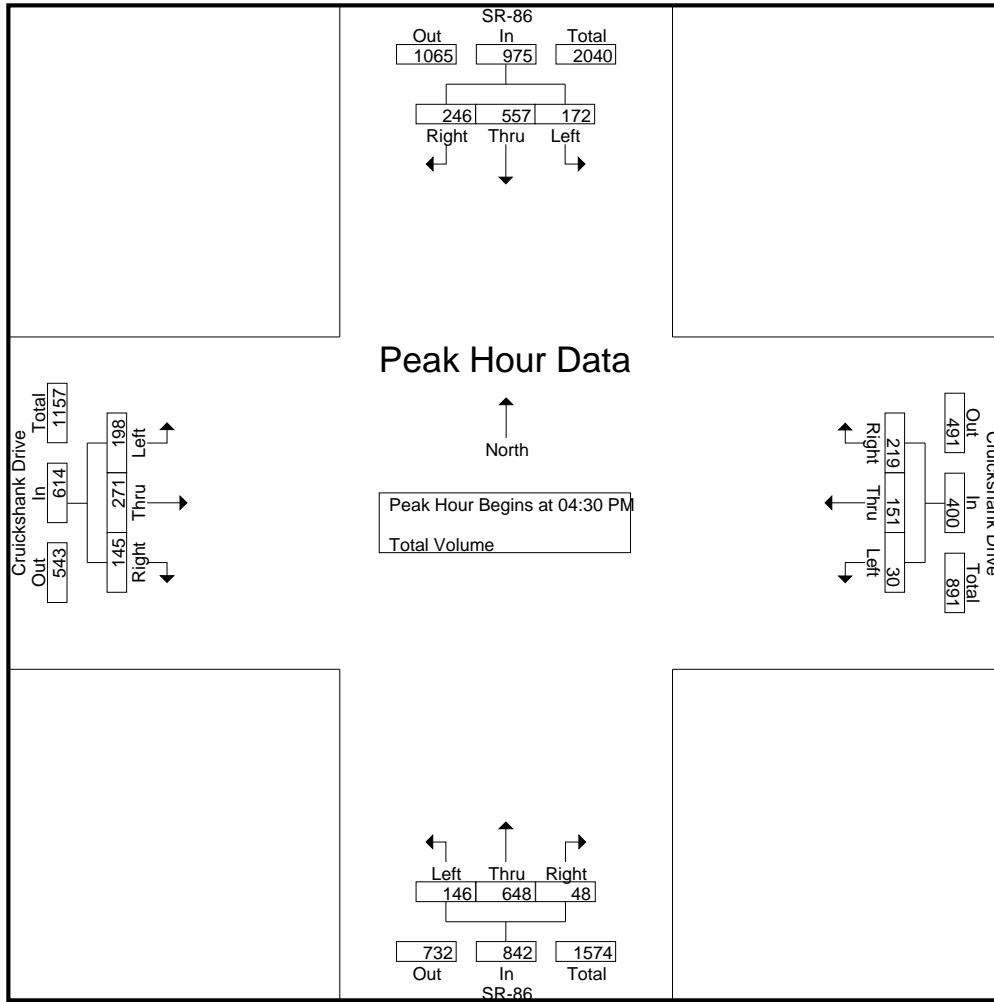 SR-86
Out In Total
1065 975 2040
246 557 172
Right Thru Left
Peak Hour Data
North
Peak Hour Begins at 04:30 PM
Total Volume
Cruickshank Drive
Out In Total
543 614 1157
198 271 145
Left Thru Right
Cruickshank Drive
Out In Total
491 400 891
219 151 30
Right Thru Left
Left Thru Right
146 648 48
732 842 1574
Out In Total
SR-86